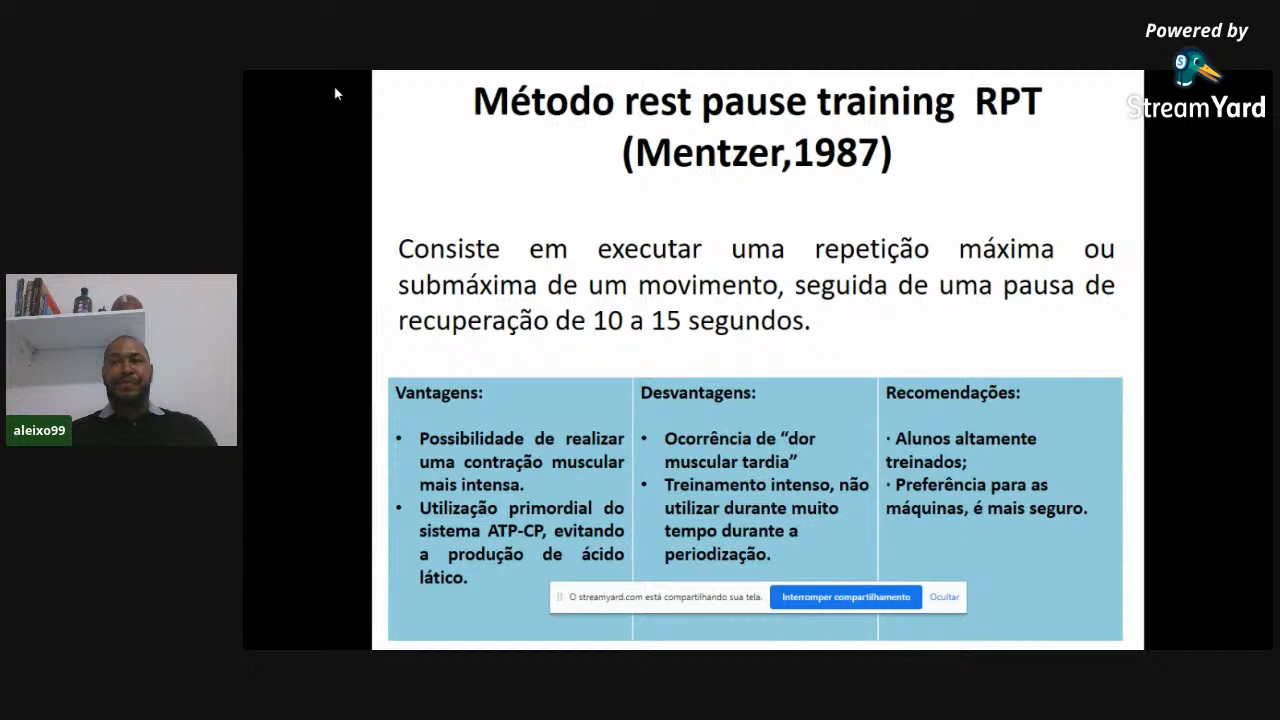 Powered by
StreamYard
Método rest pause training RPT
(Mentzer,1987)
Consiste em executar uma repetição máxima ou
submáxima de um movimento, seguida de uma pausa de
recuperação de 10 a 15 segundos.
Vantagens:
• Possibilidade de realizar
uma contração muscular
mais intensa.
• Utilização primordial do
sistema ATP-CP, evitando
a produção de ácido
lático.
Desvantagens:
• Ocorrência de “dor
muscular tardia”
• Treinamento intenso, não
utilizar durante muito
tempo durante a
periodização.
Recomendações:
· Alunos altamente
treinados;
· Preferência para as
máquinas, é mais seguro.
O streamyard.com está compartilhando sua tela.
Interromper compartilhamento
Ocultar
aleixo99